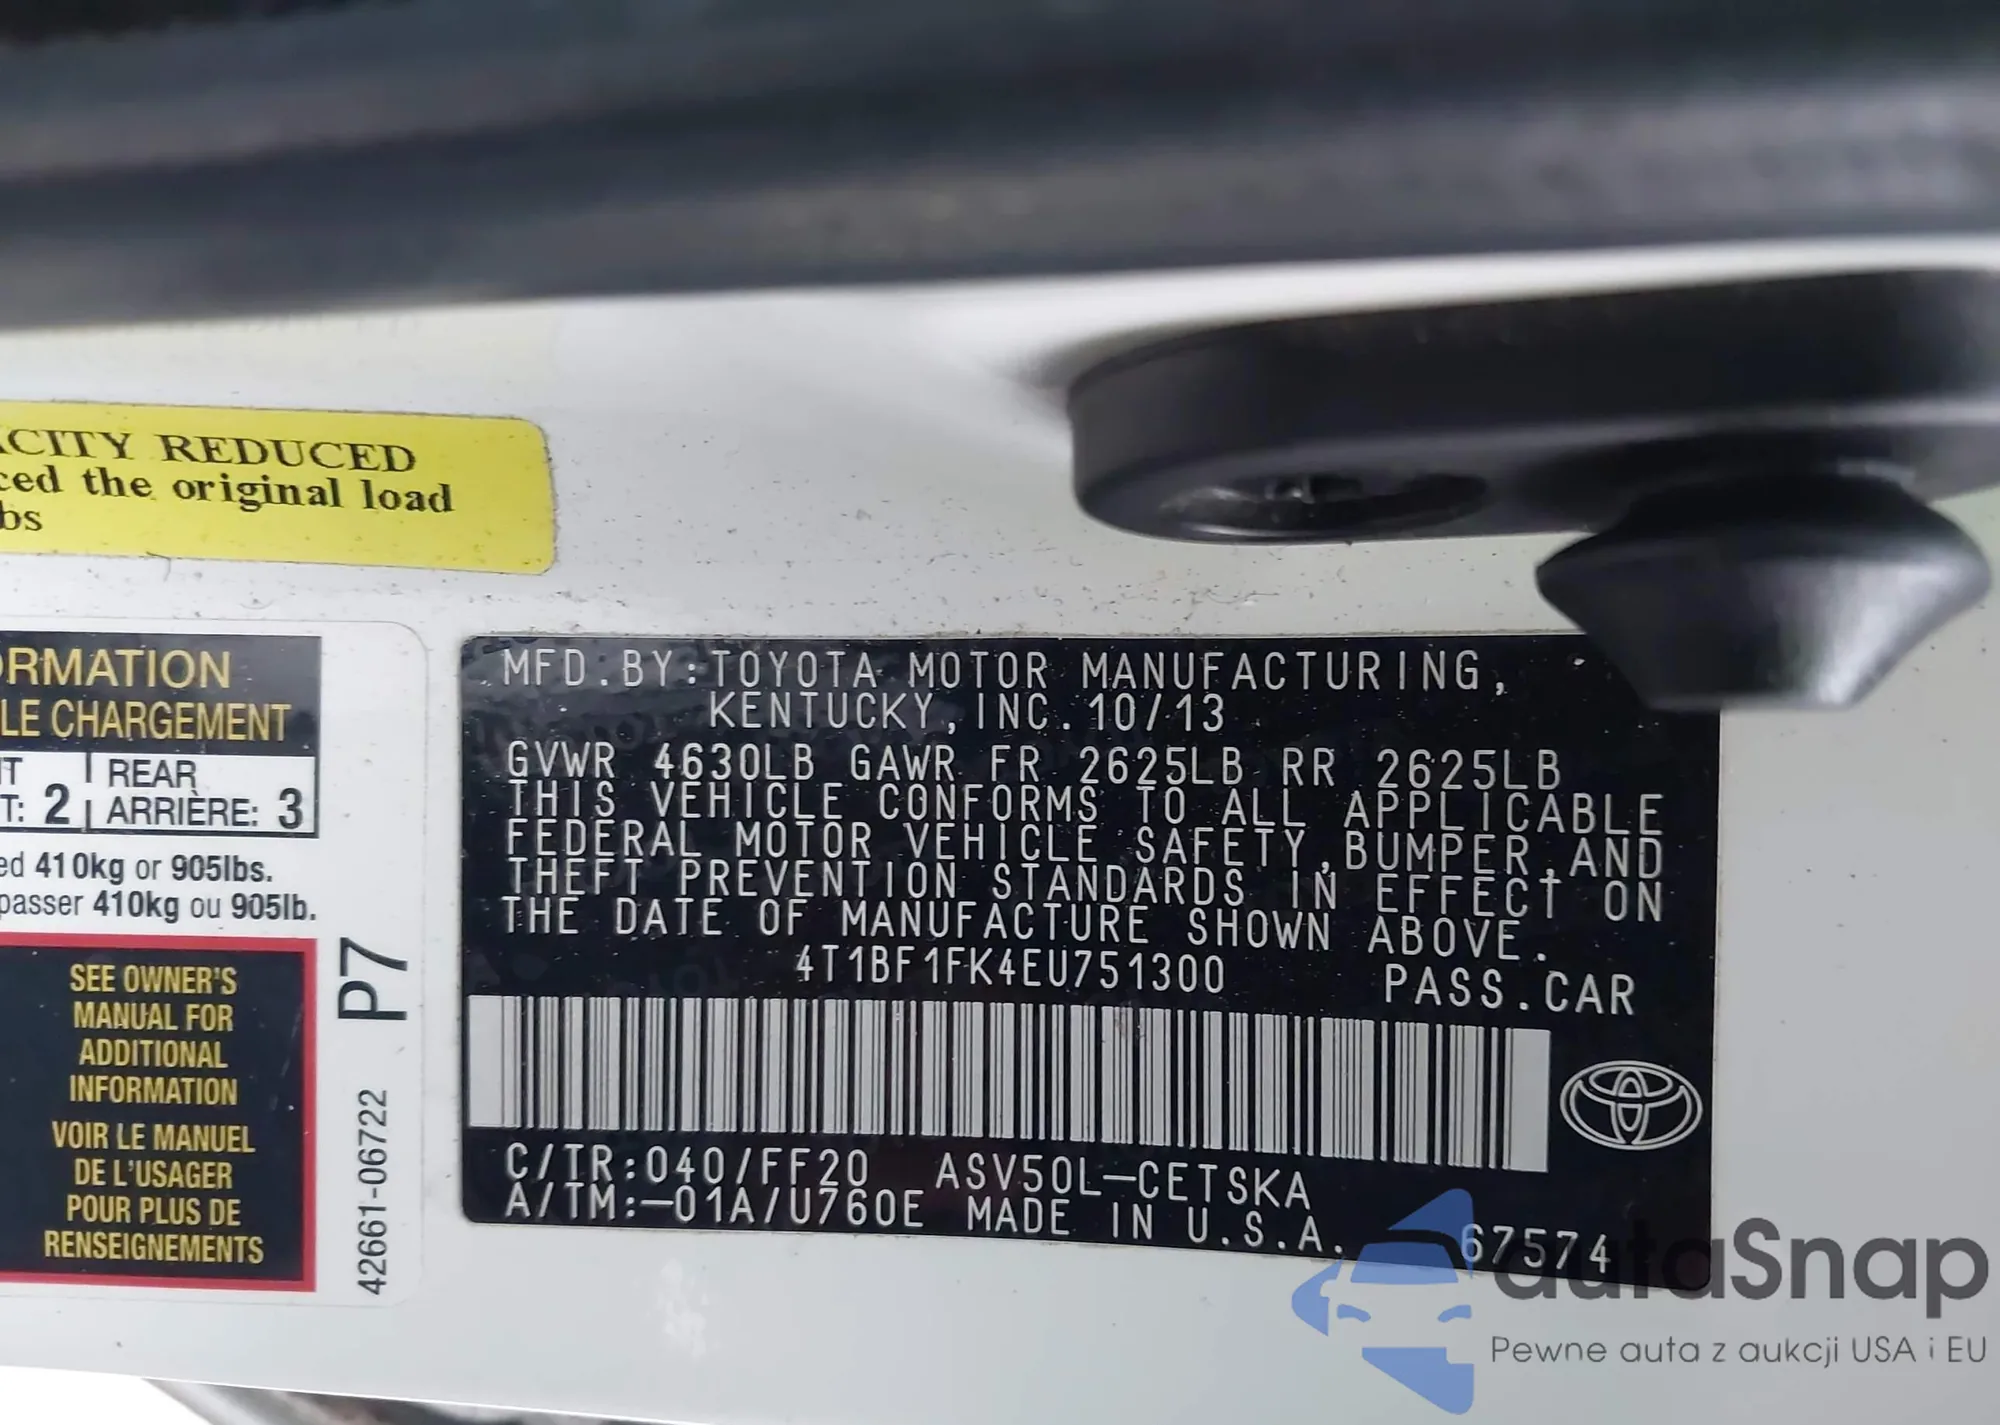 ACITY REDUCED
ced the original load
bs
ORMATION
LE CHARGEMENT
REAR
T: 2 ARRIÈRE: 3
ed 410kg or 905lbs.
passer 410kg ou 905lb.
SEE OWNER'S
MANUAL FOR
ADDITIONAL
INFORMATION
VOIR LE MANUEL
DE L'USAGER
POUR PLUS DE
RENSEIGNEMENTS
P7
42661-06722
MFD.BY:TOYOTA MOTOR MANUFACTURING,
KENTUCKY,INC.10/13
GVWR 4630LB GAWR FR 2625LB RR 2625LB
THIS VEHICLE CONFORMS TO ALL APPLICABLE
FEDERAL MOTOR VEHICLE SAFETY,BUMPER,AND
THEFT PREVENTION STANDARDS IN EFFECT ON
THE DATE OF MANUFACTURE SHOWN ABOVE.
4T1BF1FK4EU751300 PASS.CAR
C/TR:040/FF20 ASV50L-CETSKA
A/TM:-01A/U760E MADE IN U.S.A. 67574
autaSnap
Pewne auta z aukcji USA i EU